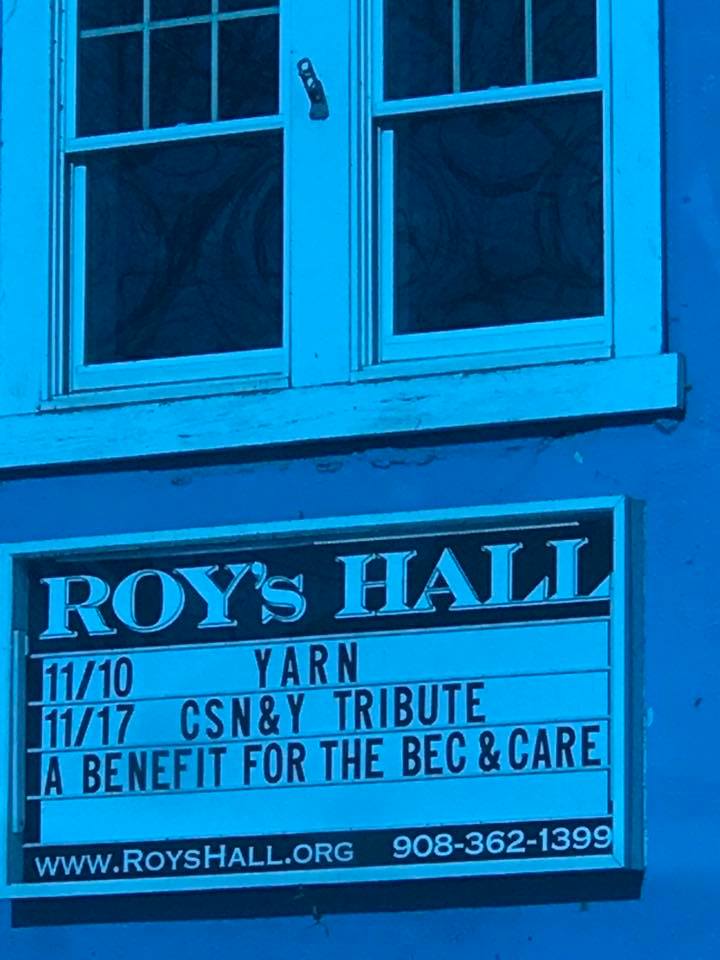 ROY's HALL
11/10 YARN
11/17 CSN&Y TRIBUTE
A BENEFIT FOR THE BEC & CARE
www.RoysHall.org 908-362-1399